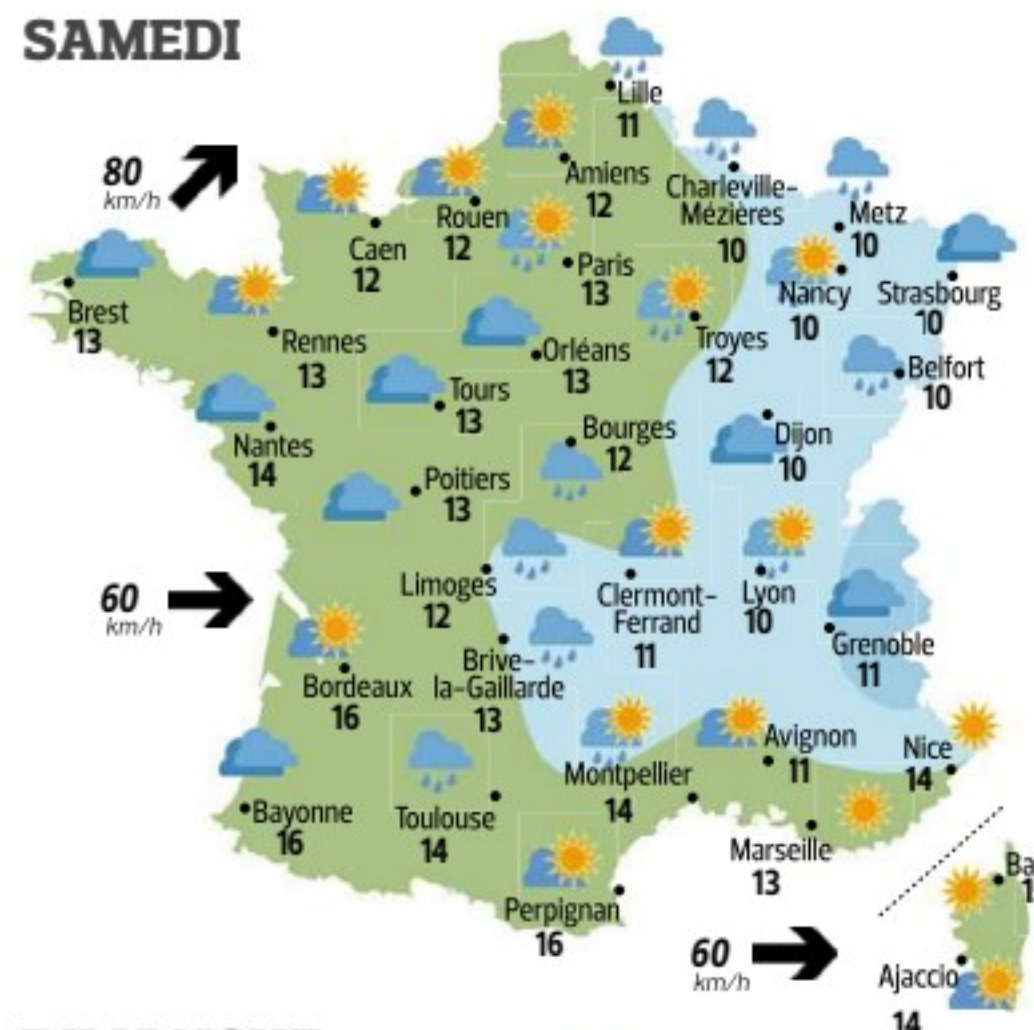 SAMEDI
Lille
11
80
km/h
Amiens
12
Charleville-
Mézières
10
Metz
10
Rouen
12
Caen
12
Paris
13
Nancy
10
Strasbourg
10
Brest
13
Rennes
13
Troyes
12
Orléans
13
Belfort
10
Tours
13
Nantes
14
Bourges
12
Dijon
10
Poitiers
13
Limoges
12
Clermont-
Ferrand
11
Lyon
10
60
km/h
Grenoble
11
Brive-
la-Gaillarde
13
Bordeaux
16
Avignon
11
Nice
14
Montpellier
14
Bayonne
16
Toulouse
14
Marseille
13
Perpignan
16
Ba
60
km/h
Ajaccio
14